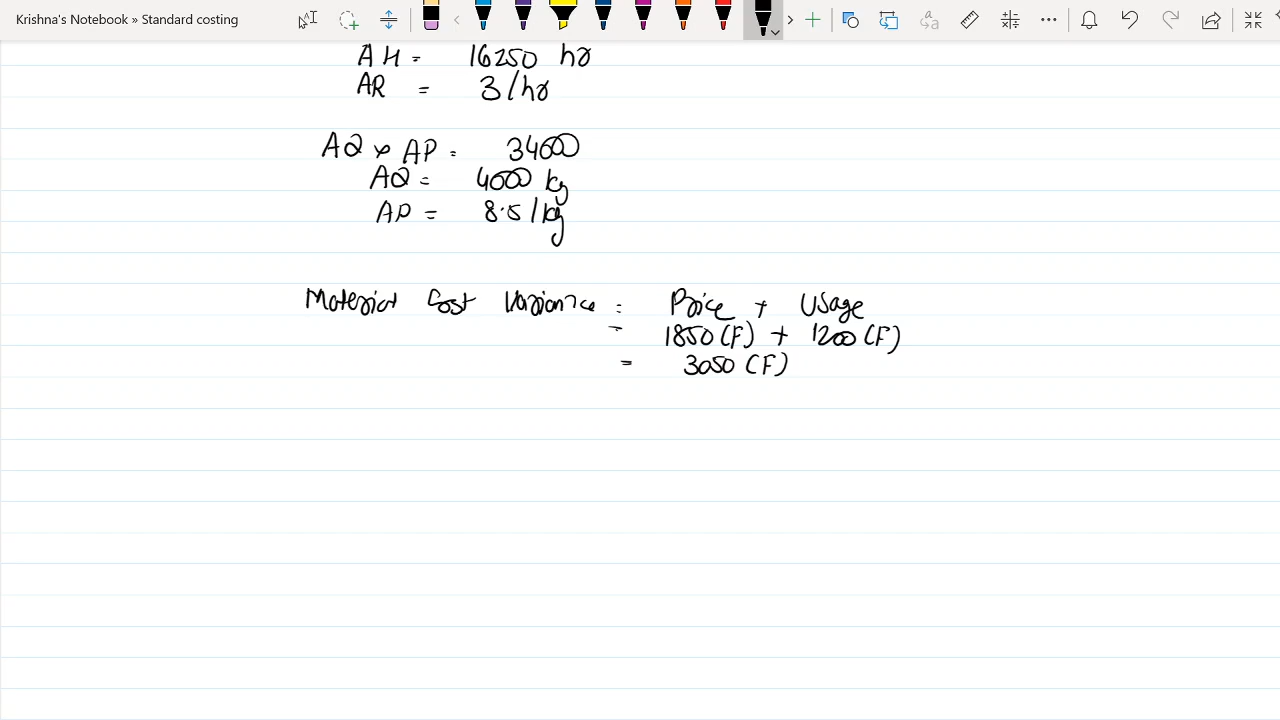 Krishna's Notebook » Standard costing
AH = 16250 hr
AR = 3/hr
AQ × AP = 34000
AQ = 4000 kg
AP = 8.5/kg
Material Cost Variance = Price + Usage
= 1850 (F) + 1200 (F)
= 3050 (F)